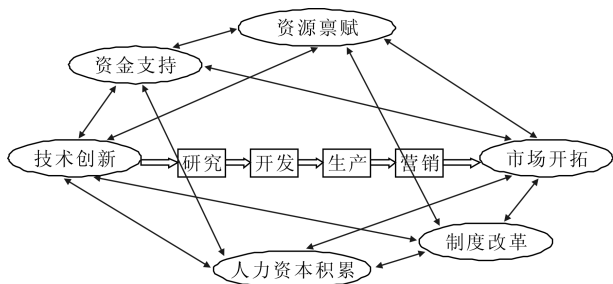 资源禀赋
资金支持
技术创新
研究
开发
生产
营销
市场开拓
制度改革
人力资本积累